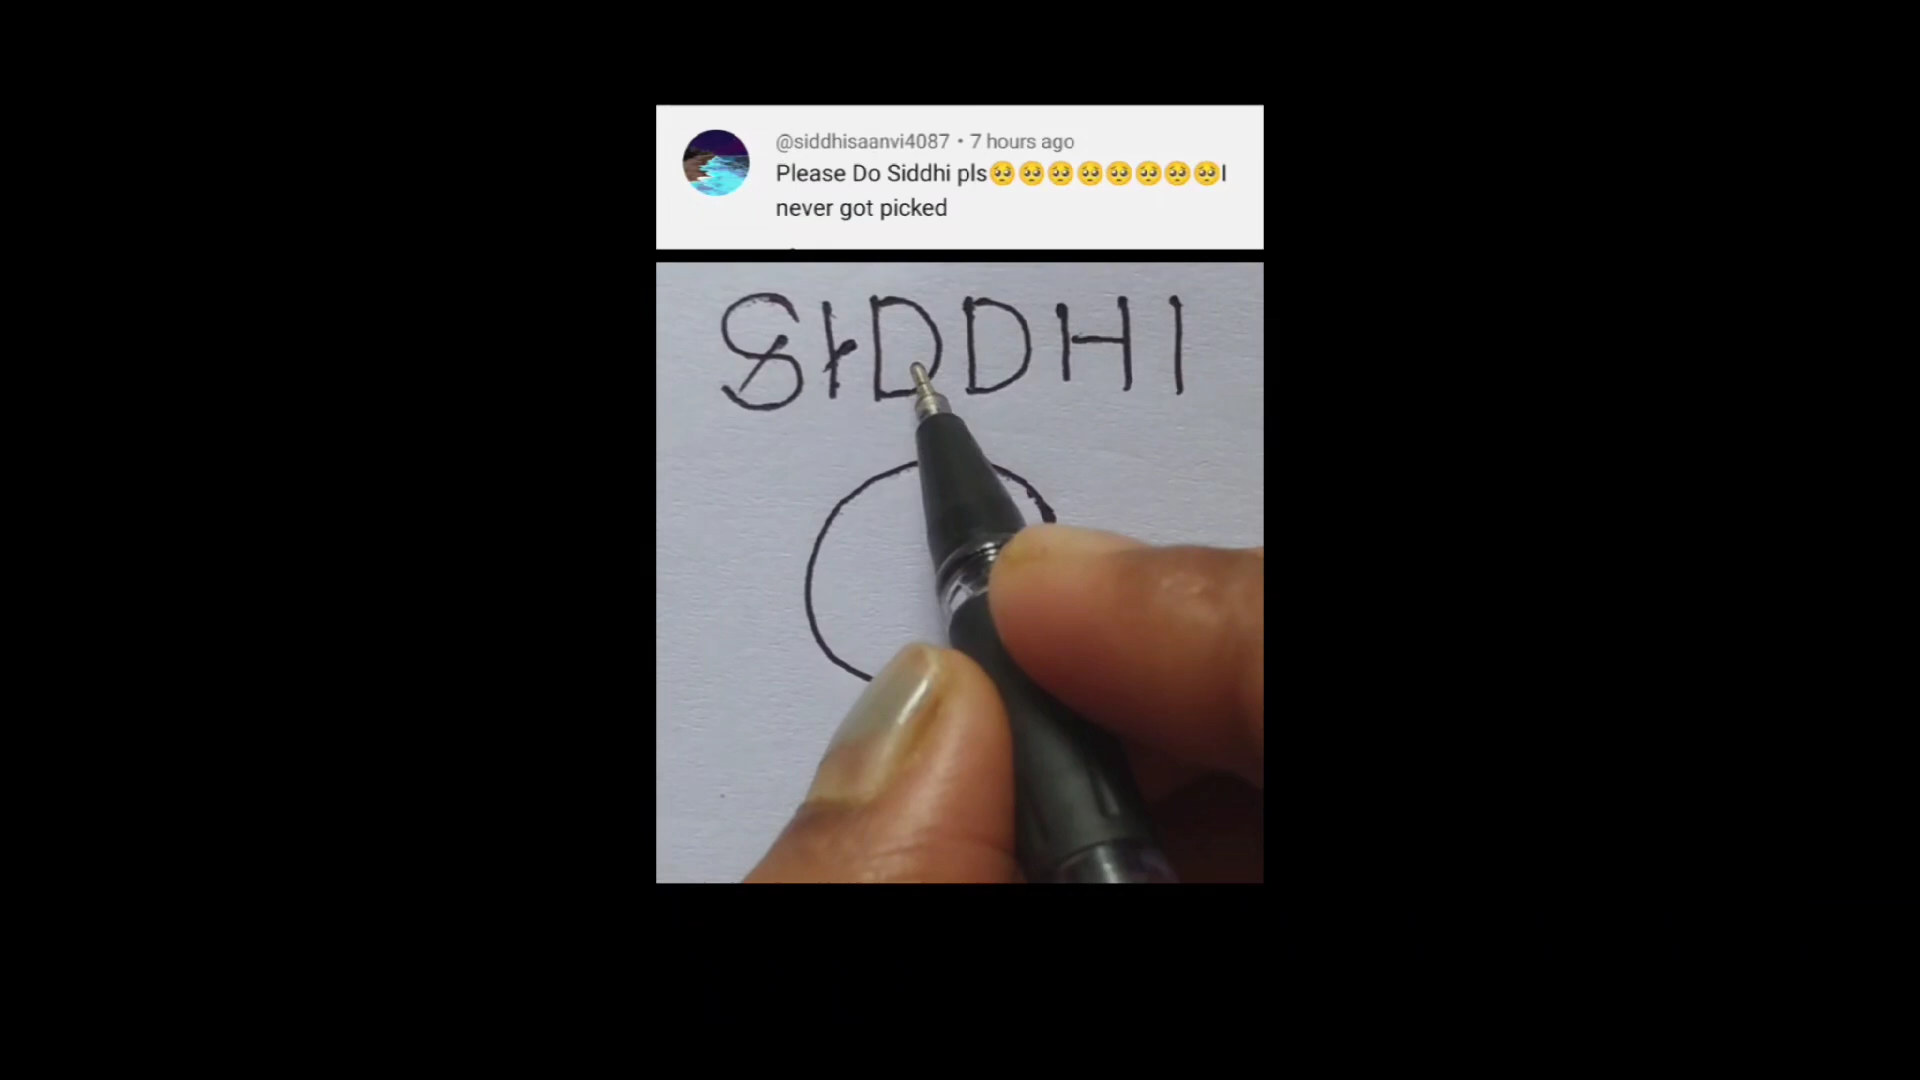 @siddhisaanvi4087 • 7 hours ago
Please Do Siddhi pls🥺🥺🥺🥺🥺🥺🥺🥺I
never got picked
SIDDHI